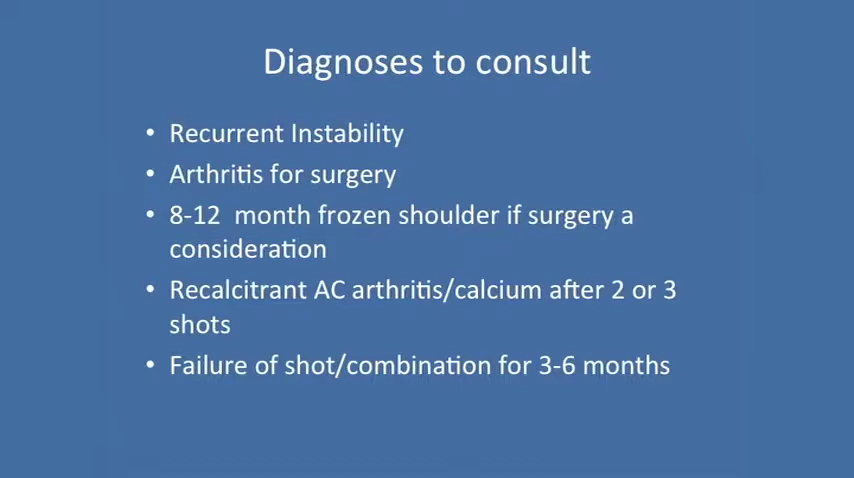 Diagnoses to consult
• Recurrent Instability
• Arthritis for surgery
• 8-12  month frozen shoulder if surgery a
consideration
• Recalcitrant AC arthritis/calcium after 2 or 3
shots
• Failure of shot/combination for 3-6 months